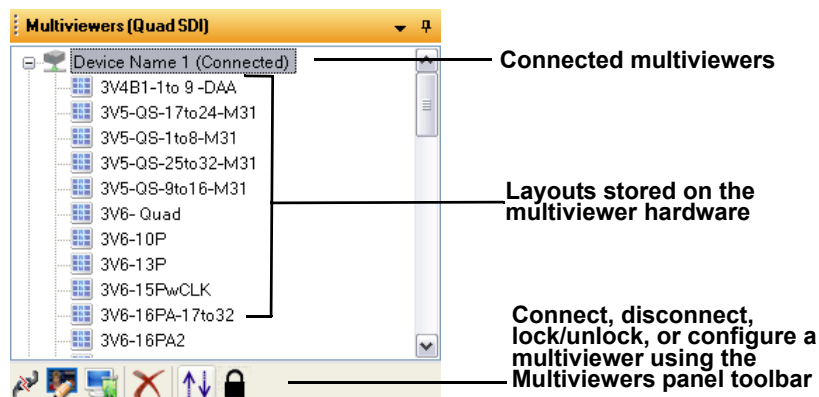 Multiviewers (Quad SDI)
Device Name 1 (Connected)
3V4B1-1to 9 -DAA
3V5-QS-17to24-M31
3V5-QS-1to8-M31
3V5-QS-25to32-M31
3V5-QS-9to16-M31
3V6- Quad
3V6-10P
3V6-13P
3V6-15PwCLK
3V6-16PA-17to32
3V6-16PA2
Connected multiviewers
Layouts stored on the
multiviewer hardware
Connect, disconnect,
lock/unlock, or configure a
multiviewer using the
Multiviewers panel toolbar